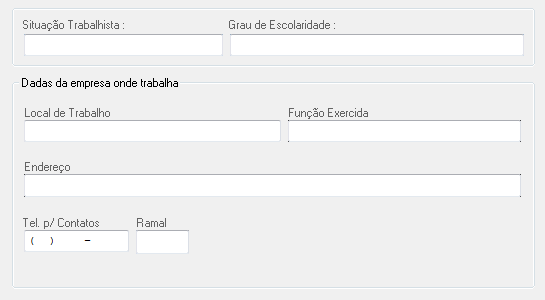 Situação Trabalhista : Grau de Escolaridade :
Dadas da empresa onde trabalha
Local de Trabalho Função Exercida
Endereço
Tel. p/ Contatos Ramal
( ) -